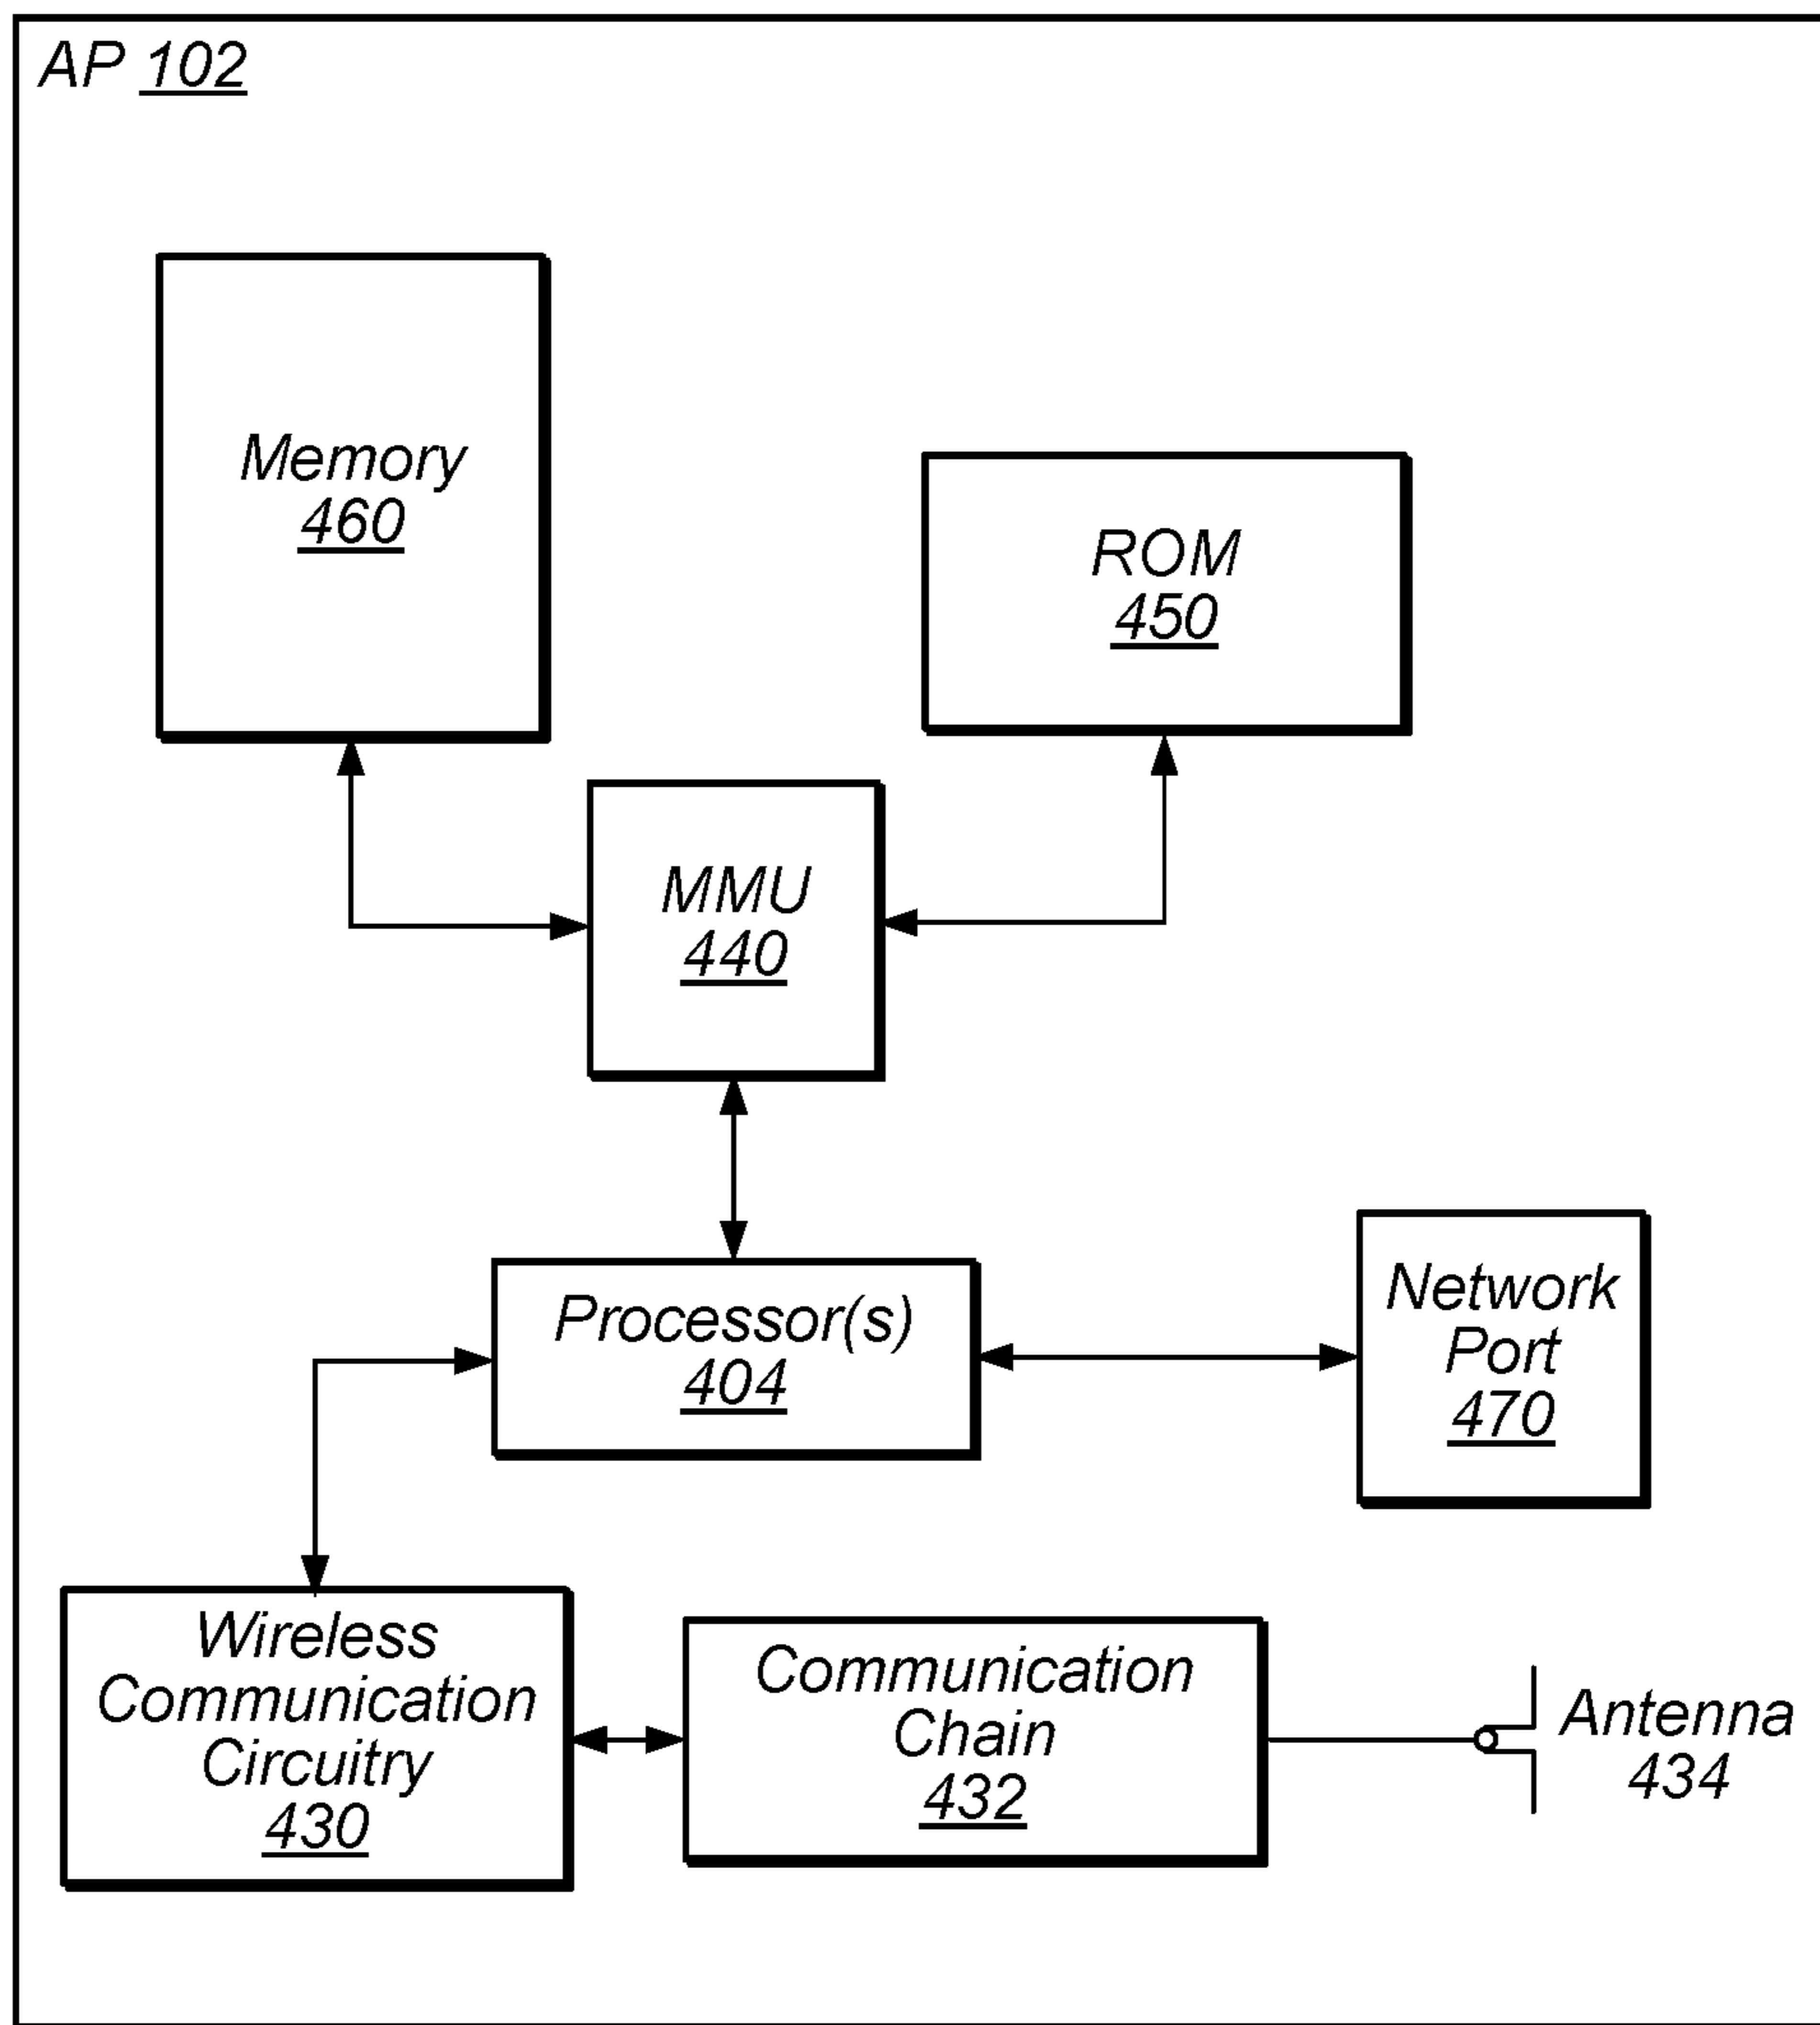 AP 102
Memory
460
ROM
450
MMU
440
Processor(s)
404
Network
Port
470
Wireless
Communication
Circuitry
430
Communication
Chain
432
Antenna
434